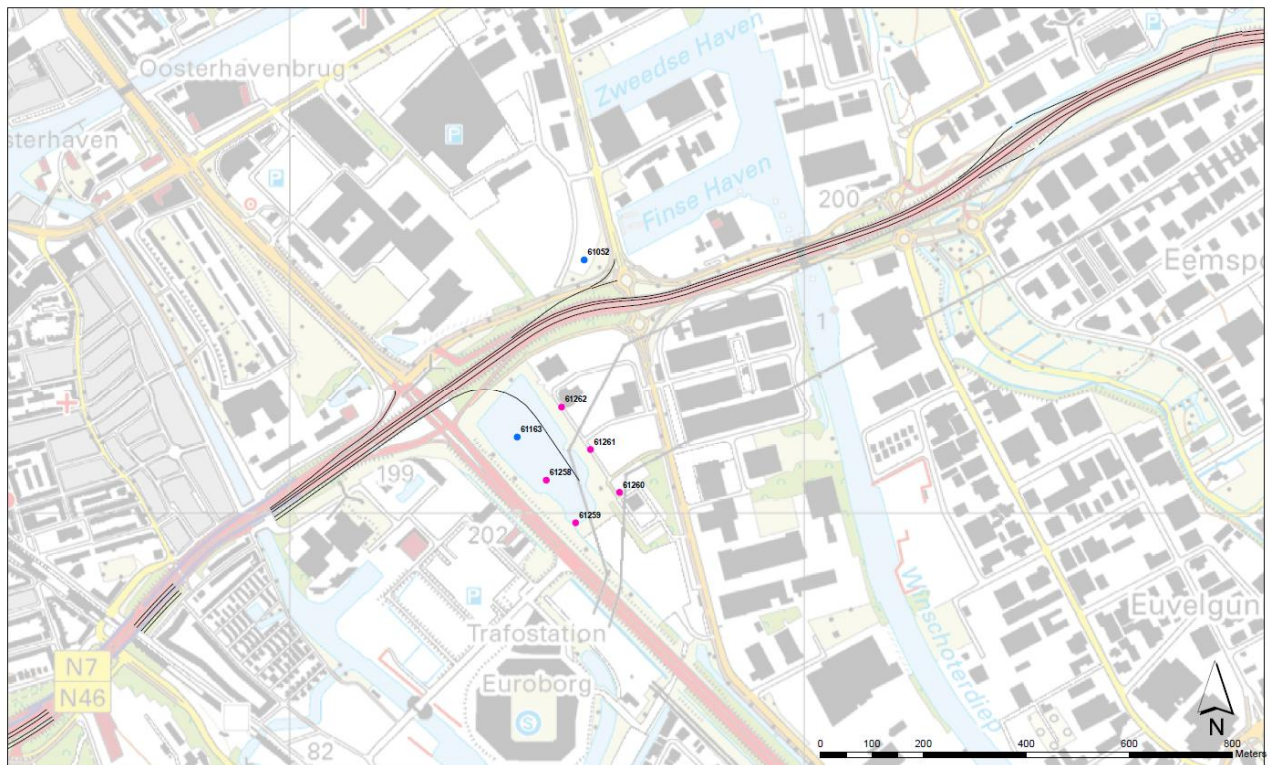 P
Zweedse Haven
Oosterhavenbrug
P
sterhaven
P
Finse Haven
200
61052
Eemspo
1
61262
61163
61261
199
61258
61260
61259
202
Winschoterdiep
P
Trafostation
Euvelgun
N7
N46
Euroborg
S
82
N
0 100 200 400 600 800
Meters